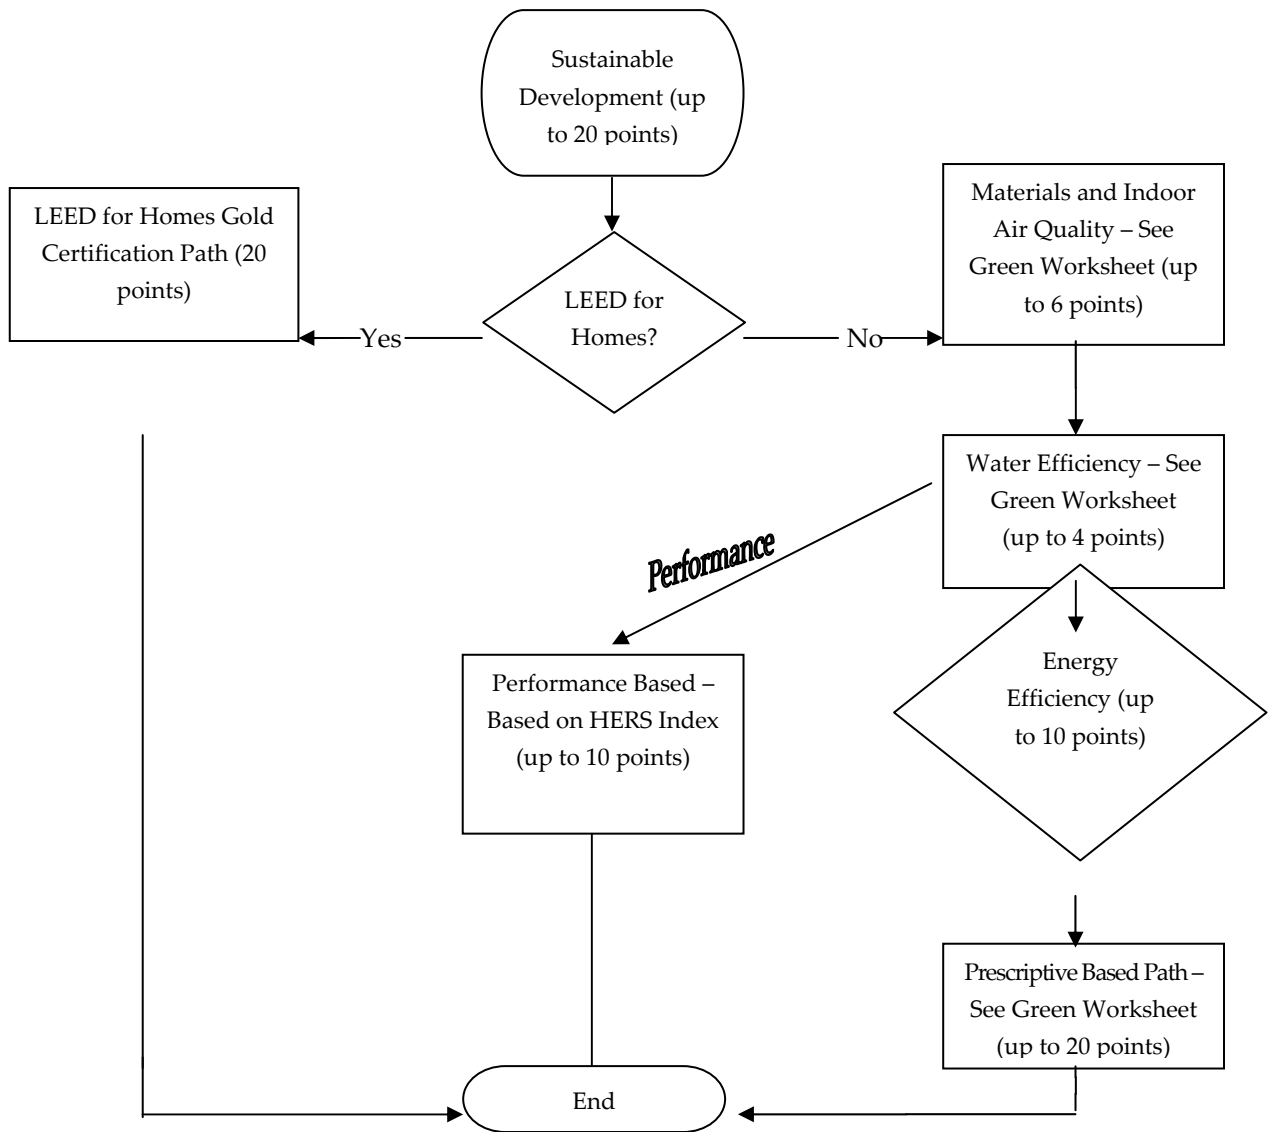 Sustainable
Development (up
to 20 points)
LEED for Homes Gold
Certification Path (20
points)
Yes
LEED for
Homes?
No
Materials and Indoor
Air Quality – See
Green Worksheet (up
to 6 points)
Water Efficiency – See
Green Worksheet
(up to 4 points)
Performance
Performance Based –
Based on HERS Index
(up to 10 points)
Energy
Efficiency (up
to 10 points)
Prescriptive Based Path –
See Green Worksheet
(up to 20 points)
End